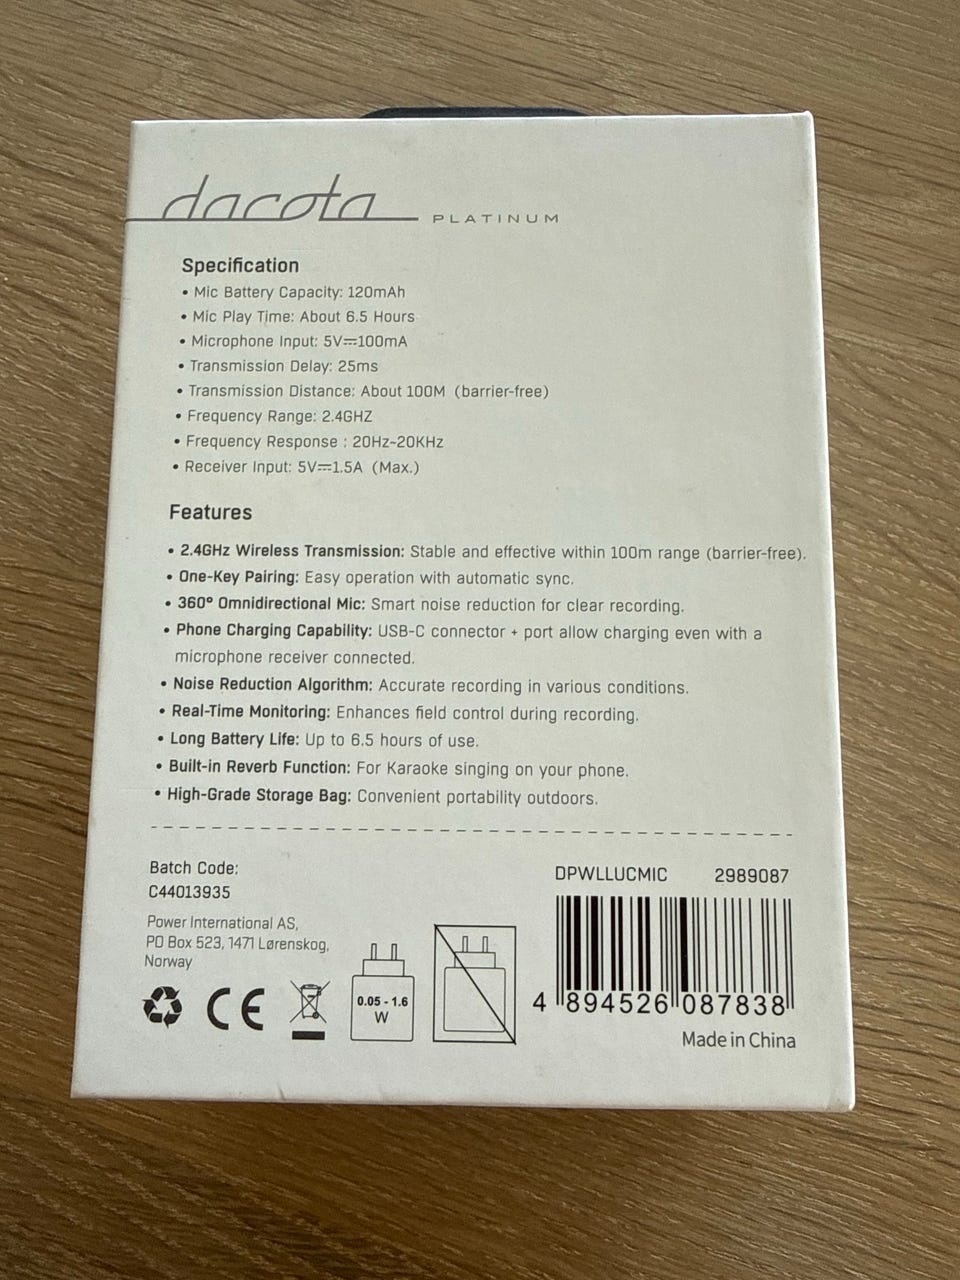 dacota PLATINUM
Specification
• Mic Battery Capacity: 120mAh
• Mic Play Time: About 6.5 Hours
• Microphone Input: 5V⎓100mA
• Transmission Delay: 25ms
• Transmission Distance: About 100M (barrier-free)
• Frequency Range: 2.4GHZ
• Frequency Response : 20Hz~20KHz
• Receiver Input: 5V⎓1.5A (Max.)
Features
• 2.4GHz Wireless Transmission: Stable and effective within 100m range (barrier-free).
• One-Key Pairing: Easy operation with automatic sync.
• 360° Omnidirectional Mic: Smart noise reduction for clear recording.
• Phone Charging Capability: USB-C connector + port allow charging even with a
microphone receiver connected.
• Noise Reduction Algorithm: Accurate recording in various conditions.
• Real-Time Monitoring: Enhances field control during recording.
• Long Battery Life: Up to 6.5 hours of use.
• Built-in Reverb Function: For Karaoke singing on your phone.
• High-Grade Storage Bag: Convenient portability outdoors.
Batch Code:
C44013935
Power International AS,
PO Box 523, 1471 Lørenskog,
Norway
CE
0.05 - 1.6
W
DPWLLUCMIC 2989087
4 894526 087838
Made in China